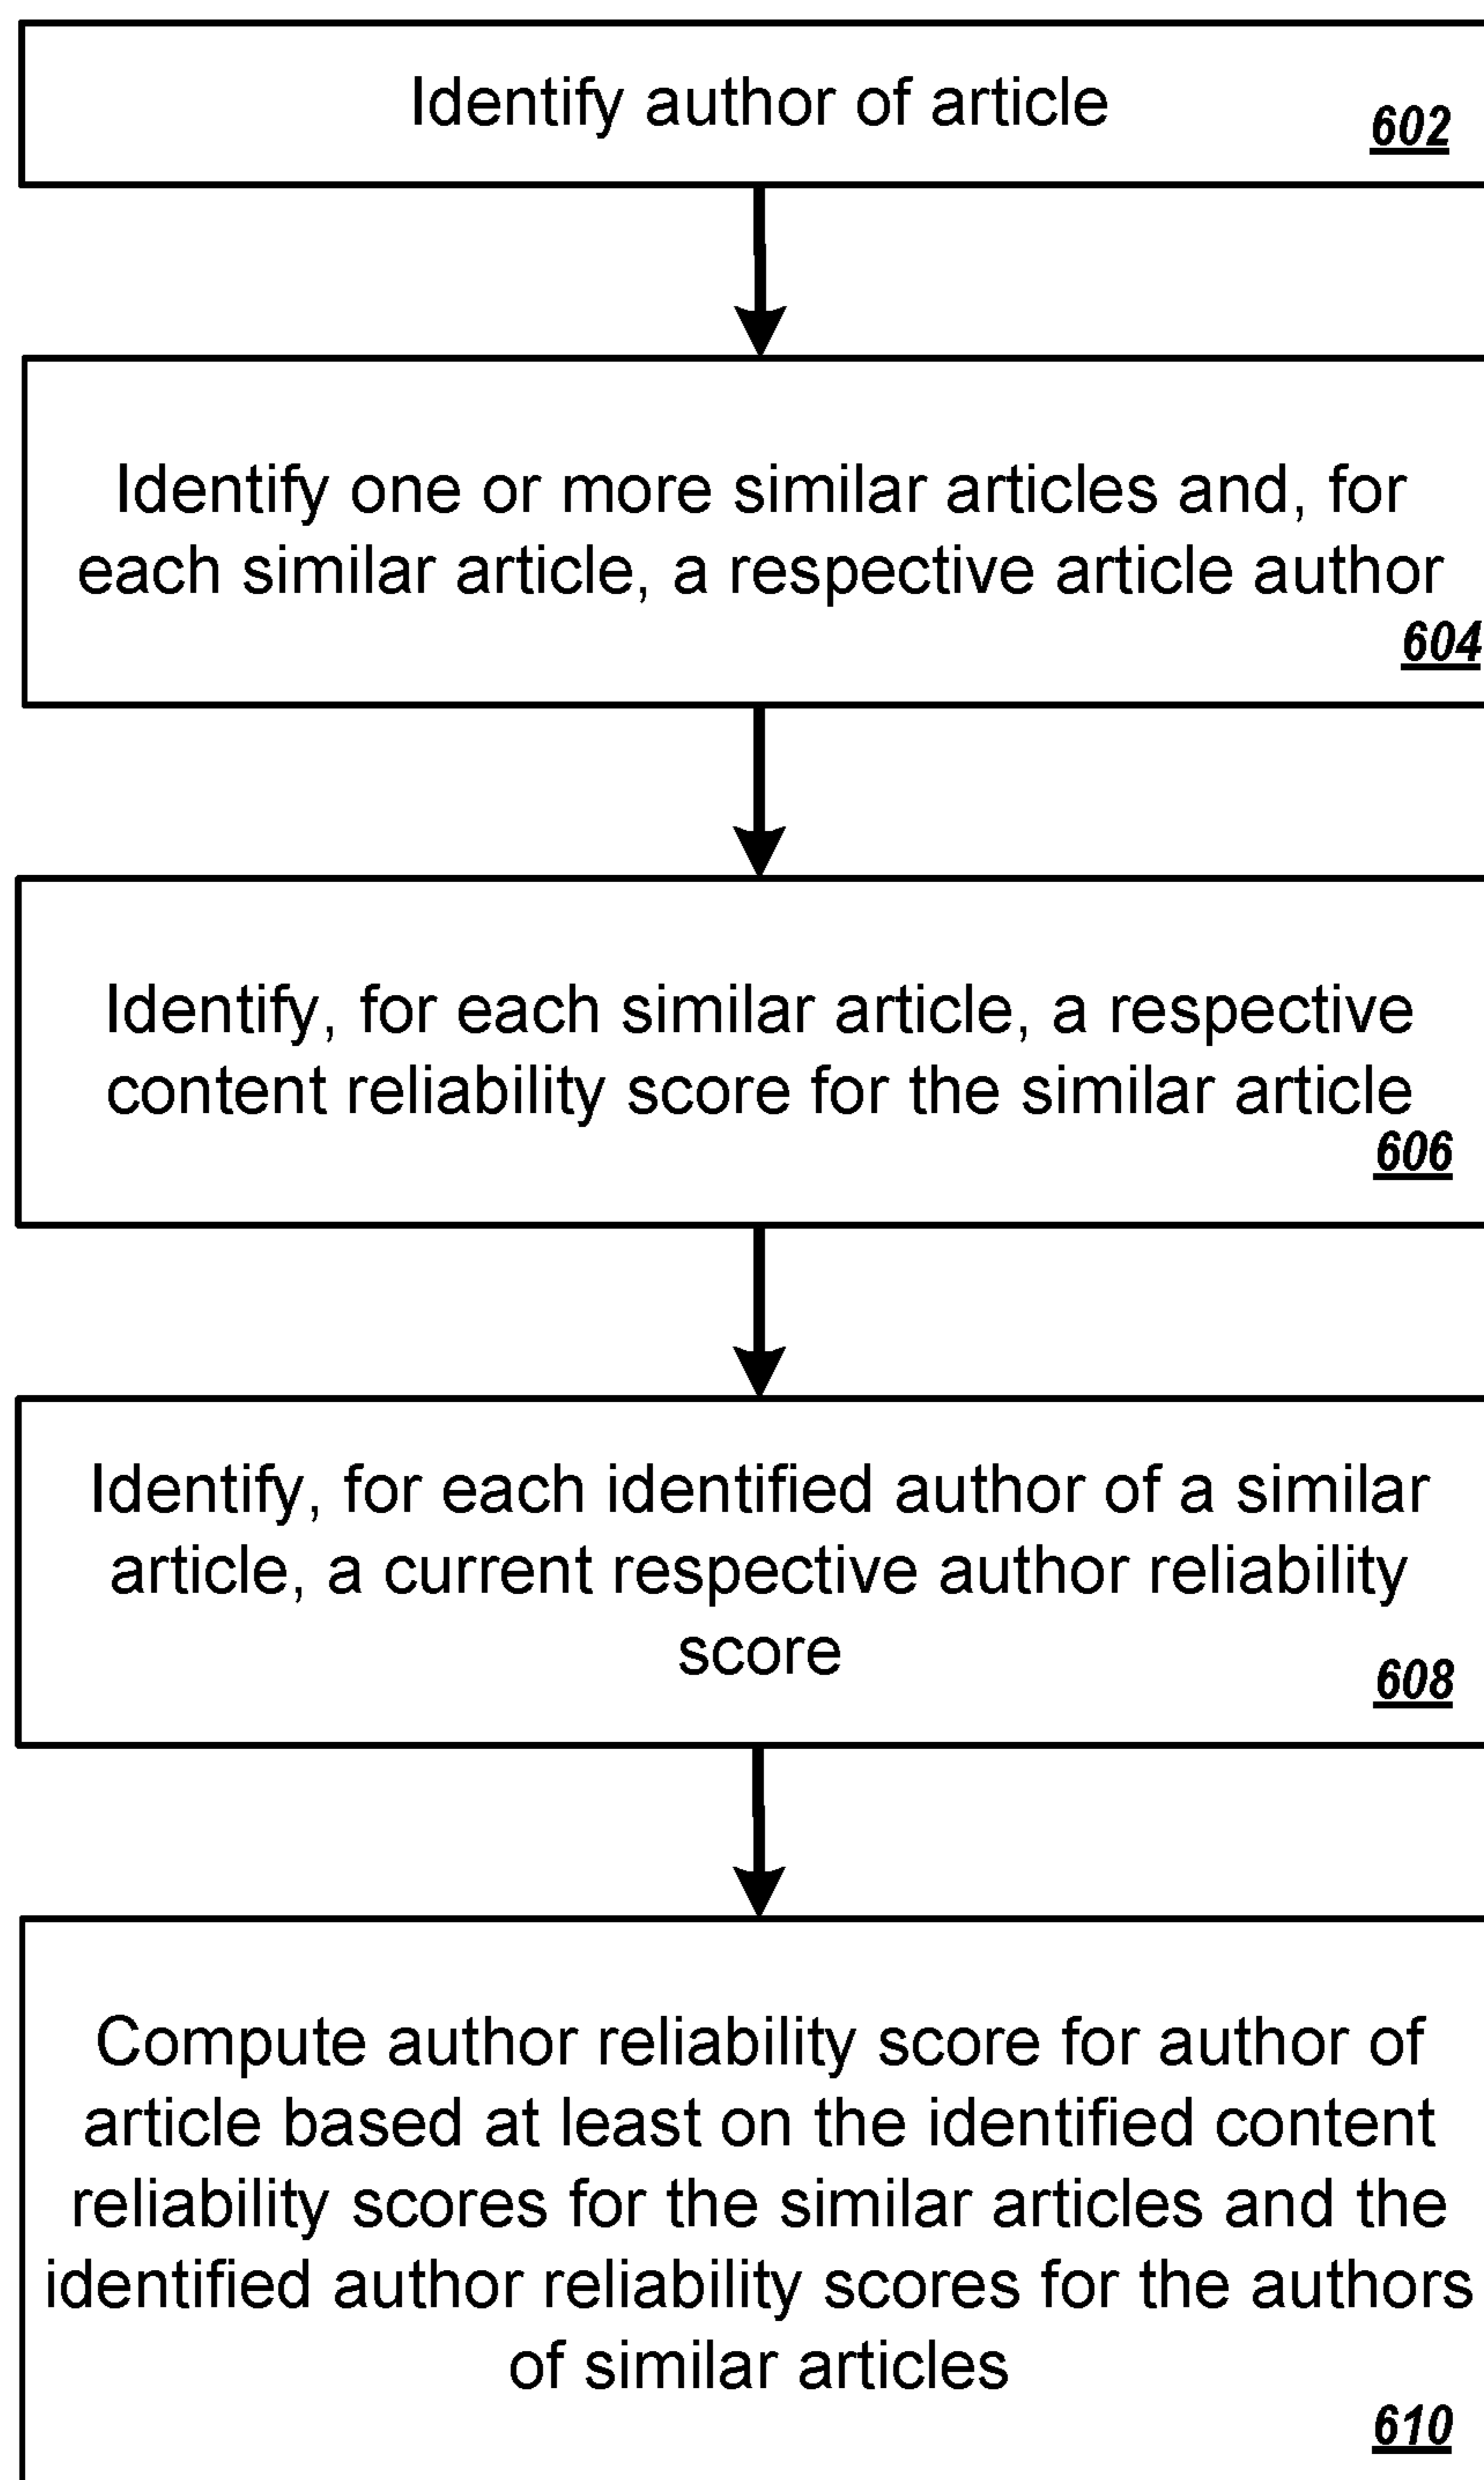 Identify author of article
602
Identify one or more similar articles and, for
each similar article, a respective article author
604
Identify, for each similar article, a respective
content reliability score for the similar article
606
Identify, for each identified author of a similar
article, a current respective author reliability
score
608
Compute author reliability score for author of
article based at least on the identified content
reliability scores for the similar articles and the
identified author reliability scores for the authors
of similar articles
610